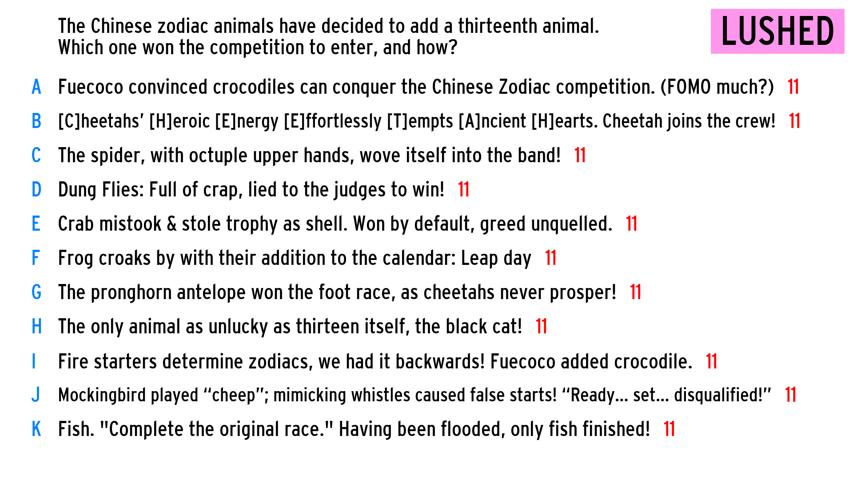 The Chinese zodiac animals have decided to add a thirteenth animal.
Which one won the competition to enter, and how?
LUSHED
A Fuecoco convinced crocodiles can conquer the Chinese Zodiac competition. (FOMO much?) 11
B [C]heetahs’ [H]eroic [E]nergy [E]ffortlessly [T]empts [A]ncient [H]earts. Cheetah joins the crew! 11
C The spider, with octuple upper hands, wove itself into the band! 11
D Dung Flies: Full of crap, lied to the judges to win! 11
E Crab mistook & stole trophy as shell. Won by default, greed unquelled. 11
F Frog croaks by with their addition to the calendar: Leap day 11
G The pronghorn antelope won the foot race, as cheetahs never prosper! 11
H The only animal as unlucky as thirteen itself, the black cat! 11
I Fire starters determine zodiacs, we had it backwards! Fuecoco added crocodile. 11
J Mockingbird played “cheep”; mimicking whistles caused false starts! “Ready... set... disqualified!” 11
K Fish. "Complete the original race." Having been flooded, only fish finished! 11